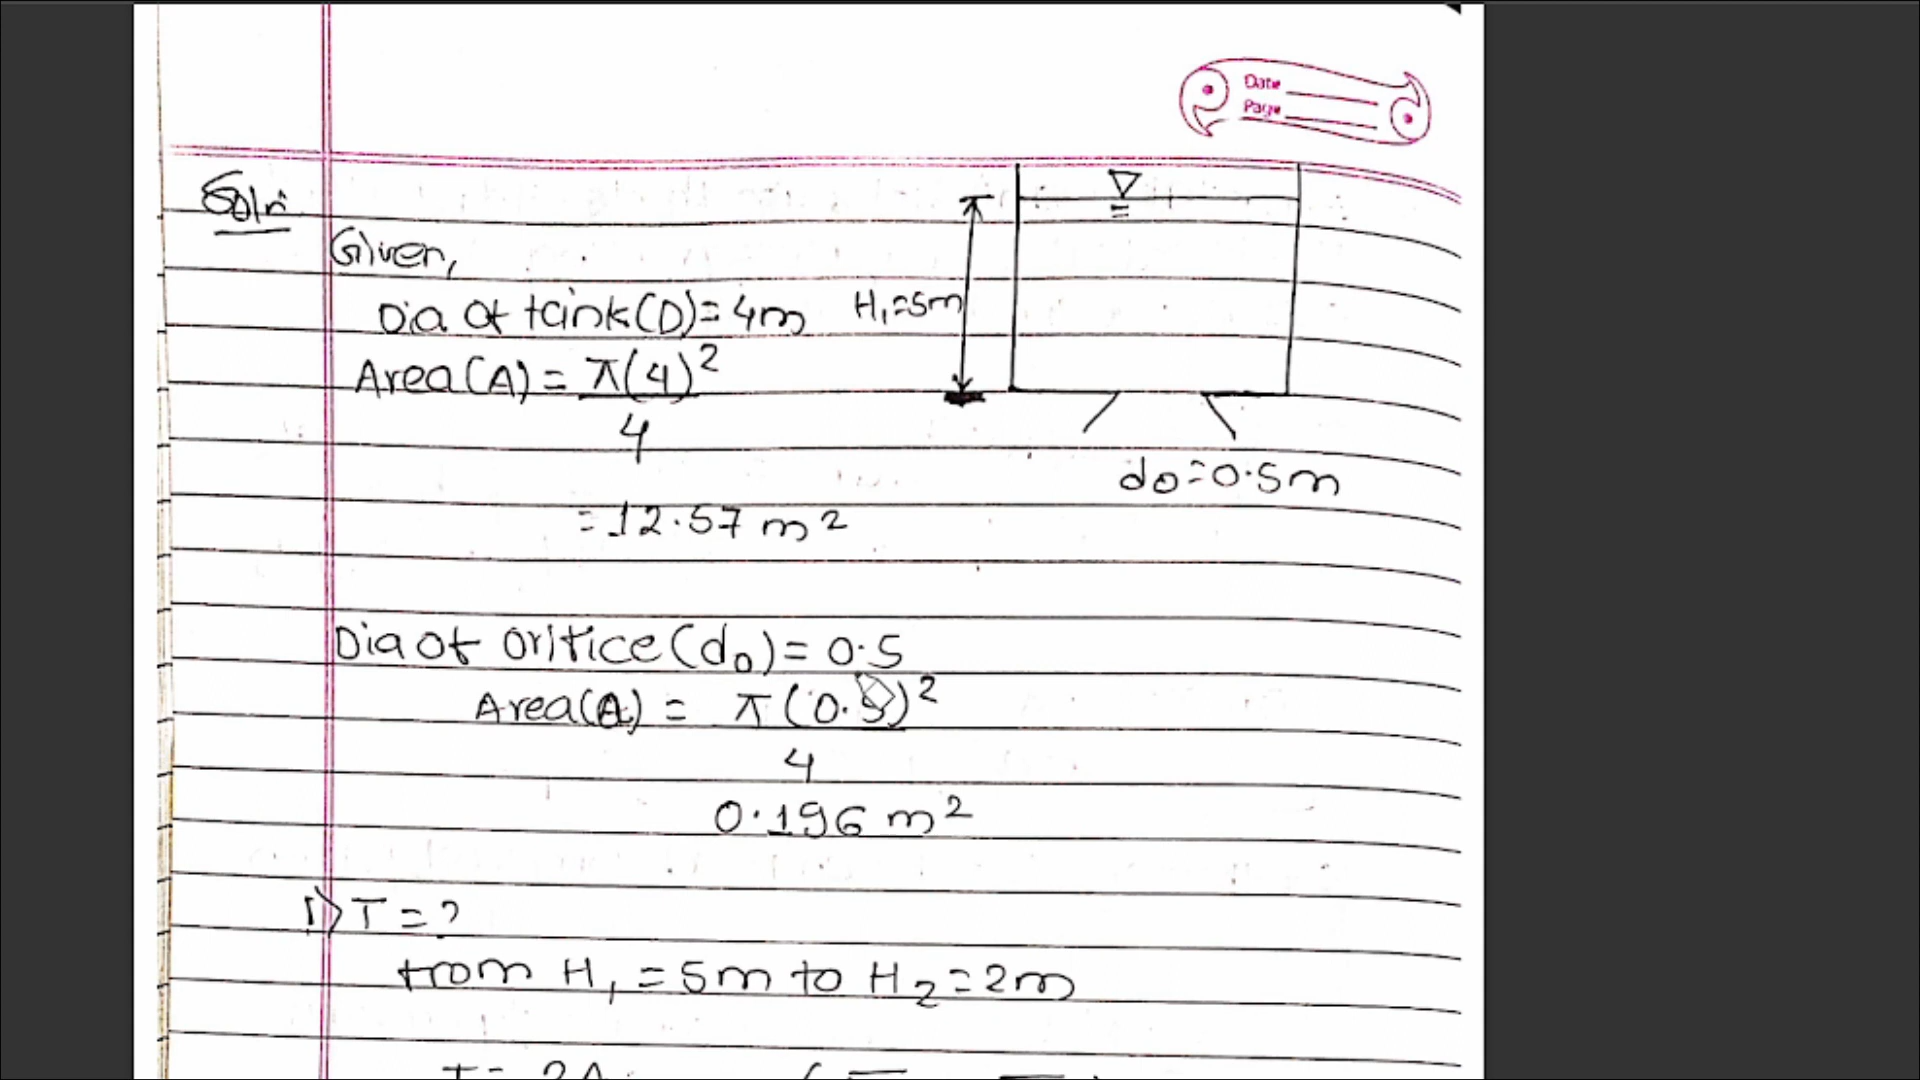 Date
Page
Soln
Given,
Dia of tank(D)=4m
H₁=5m
Area(A) = π(4)²
4
do=0.5m
=12.57 m²
Dia of orifice(do)= 0.5
Area(a) = π(0.5)²
4
0.196 m²
1) T=?
from H₁=5m to H₂=2m